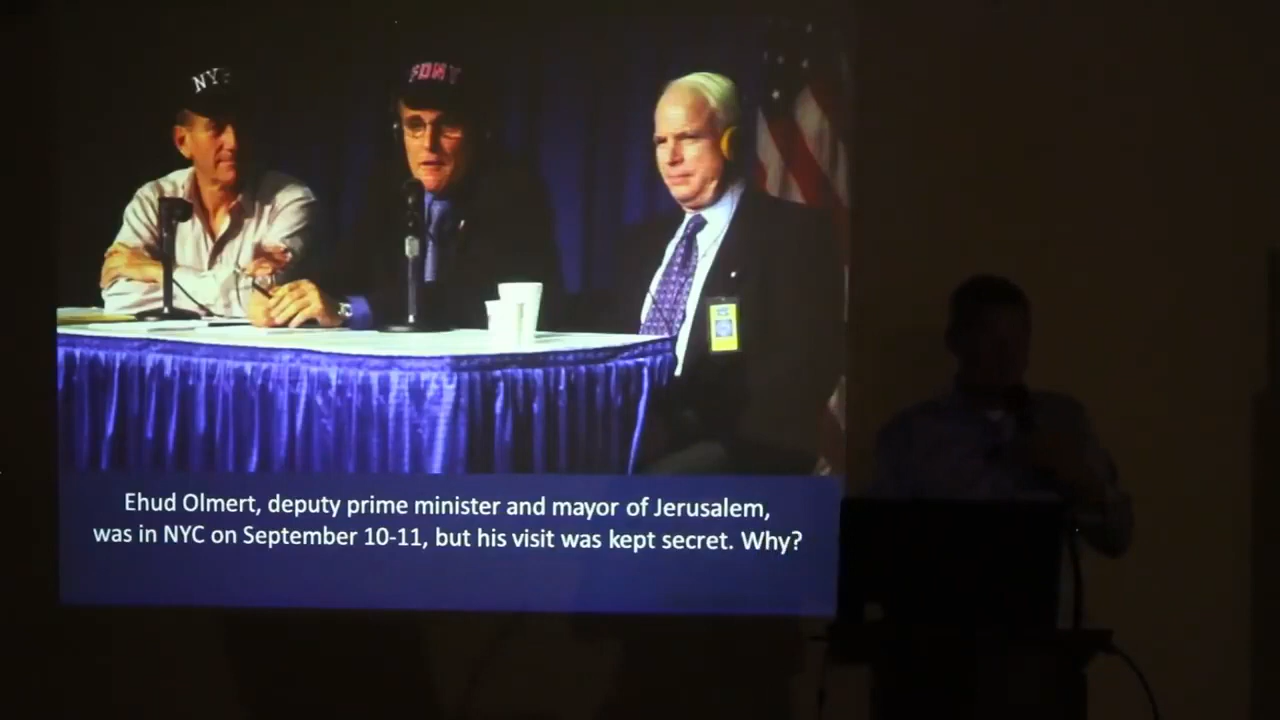 FDNY
Ehud Olmert, deputy prime minister and mayor of Jerusalem,
was in NYC on September 10-11, but his visit was kept secret. Why?